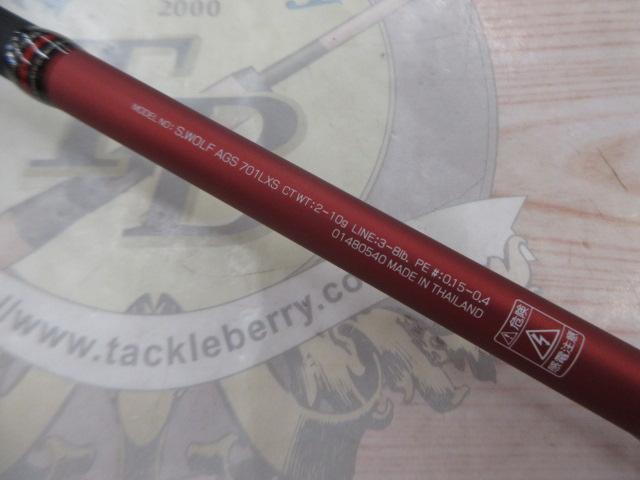 2000
TB
MODEL NO: S.WOLF AGS 701LXS CT WT:2-10g LINE:3-8lb. PE #:0.15-0.4
01480540 MADE IN THAILAND
危険
感電注意
//www.tackleberry.co